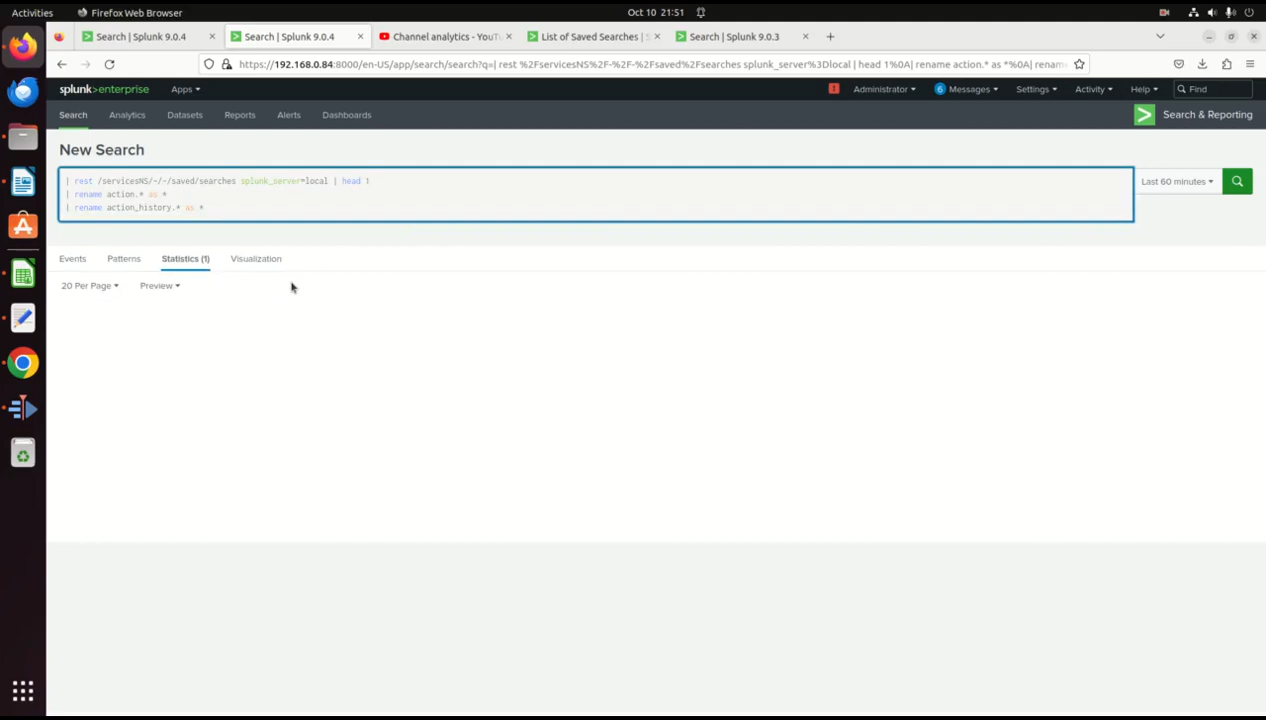 Activities Firefox Web Browser Oct 10 21:51
Search | Splunk 9.0.4 Search | Splunk 9.0.4 Channel analytics - YouT List of Saved Searches | S Search | Splunk 9.0.3
https://192.168.0.84:8000/en-US/app/search/search?q=| rest %2FservicesNS%2F-%2F-%2Fsaved%2Fsearches splunk_server%3Dlocal | head 1%0A| rename action.* as *%0A| renam
splunk>enterprise Apps Administrator 6 Messages Settings Activity Help Find
Search Analytics Datasets Reports Alerts Dashboards Search & Reporting
New Search
| rest /servicesNS/-/-/saved/searches splunk_server=local | head 1
| rename action.* as *
| rename action_history.* as *
Last 60 minutes
Events Patterns Statistics (1) Visualization
20 Per Page Preview